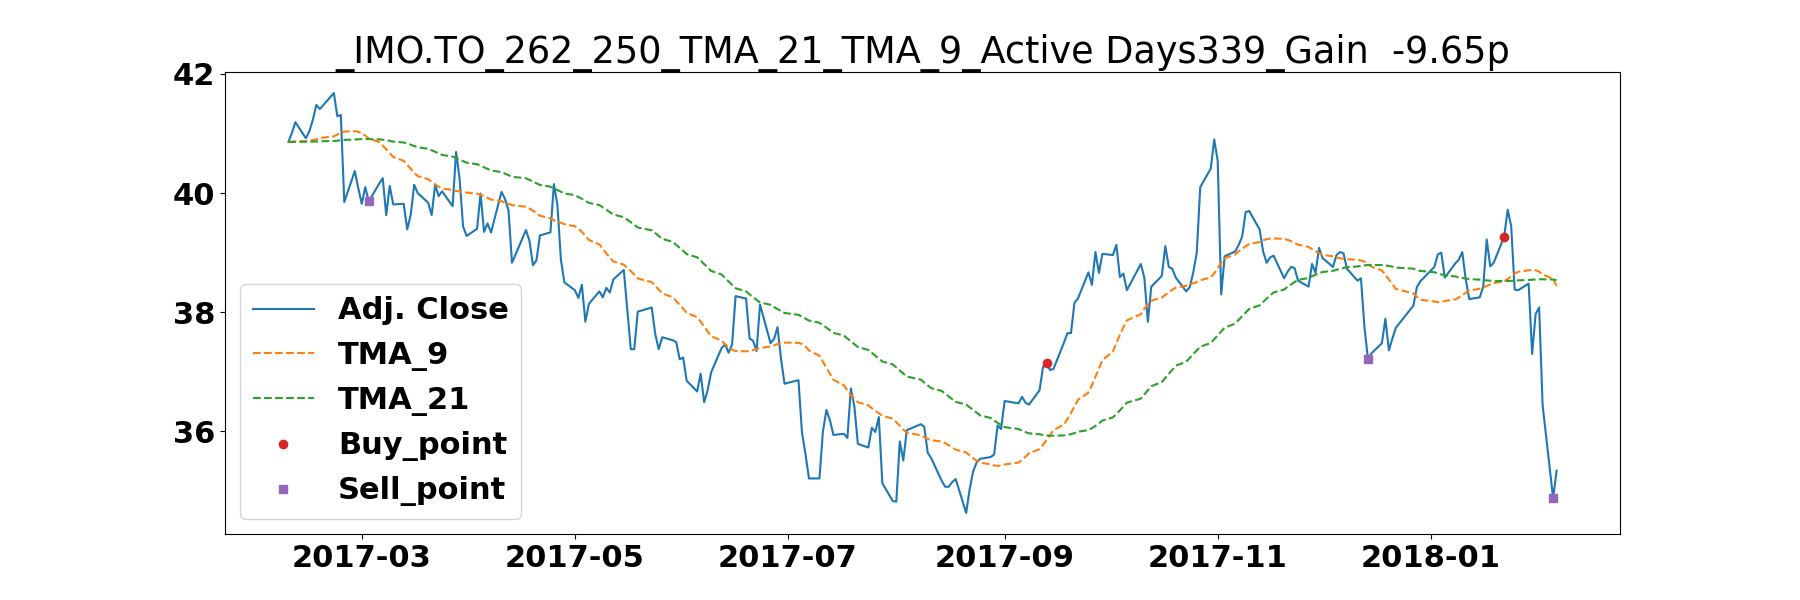 _IMO.TO_262_250_TMA_21_TMA_9_Active Days339_Gain  -9.65p
42
40
38
36
Adj. Close
TMA_9
TMA_21
Buy_point
Sell_point
2017-03 2017-05 2017-07 2017-09 2017-11 2018-01